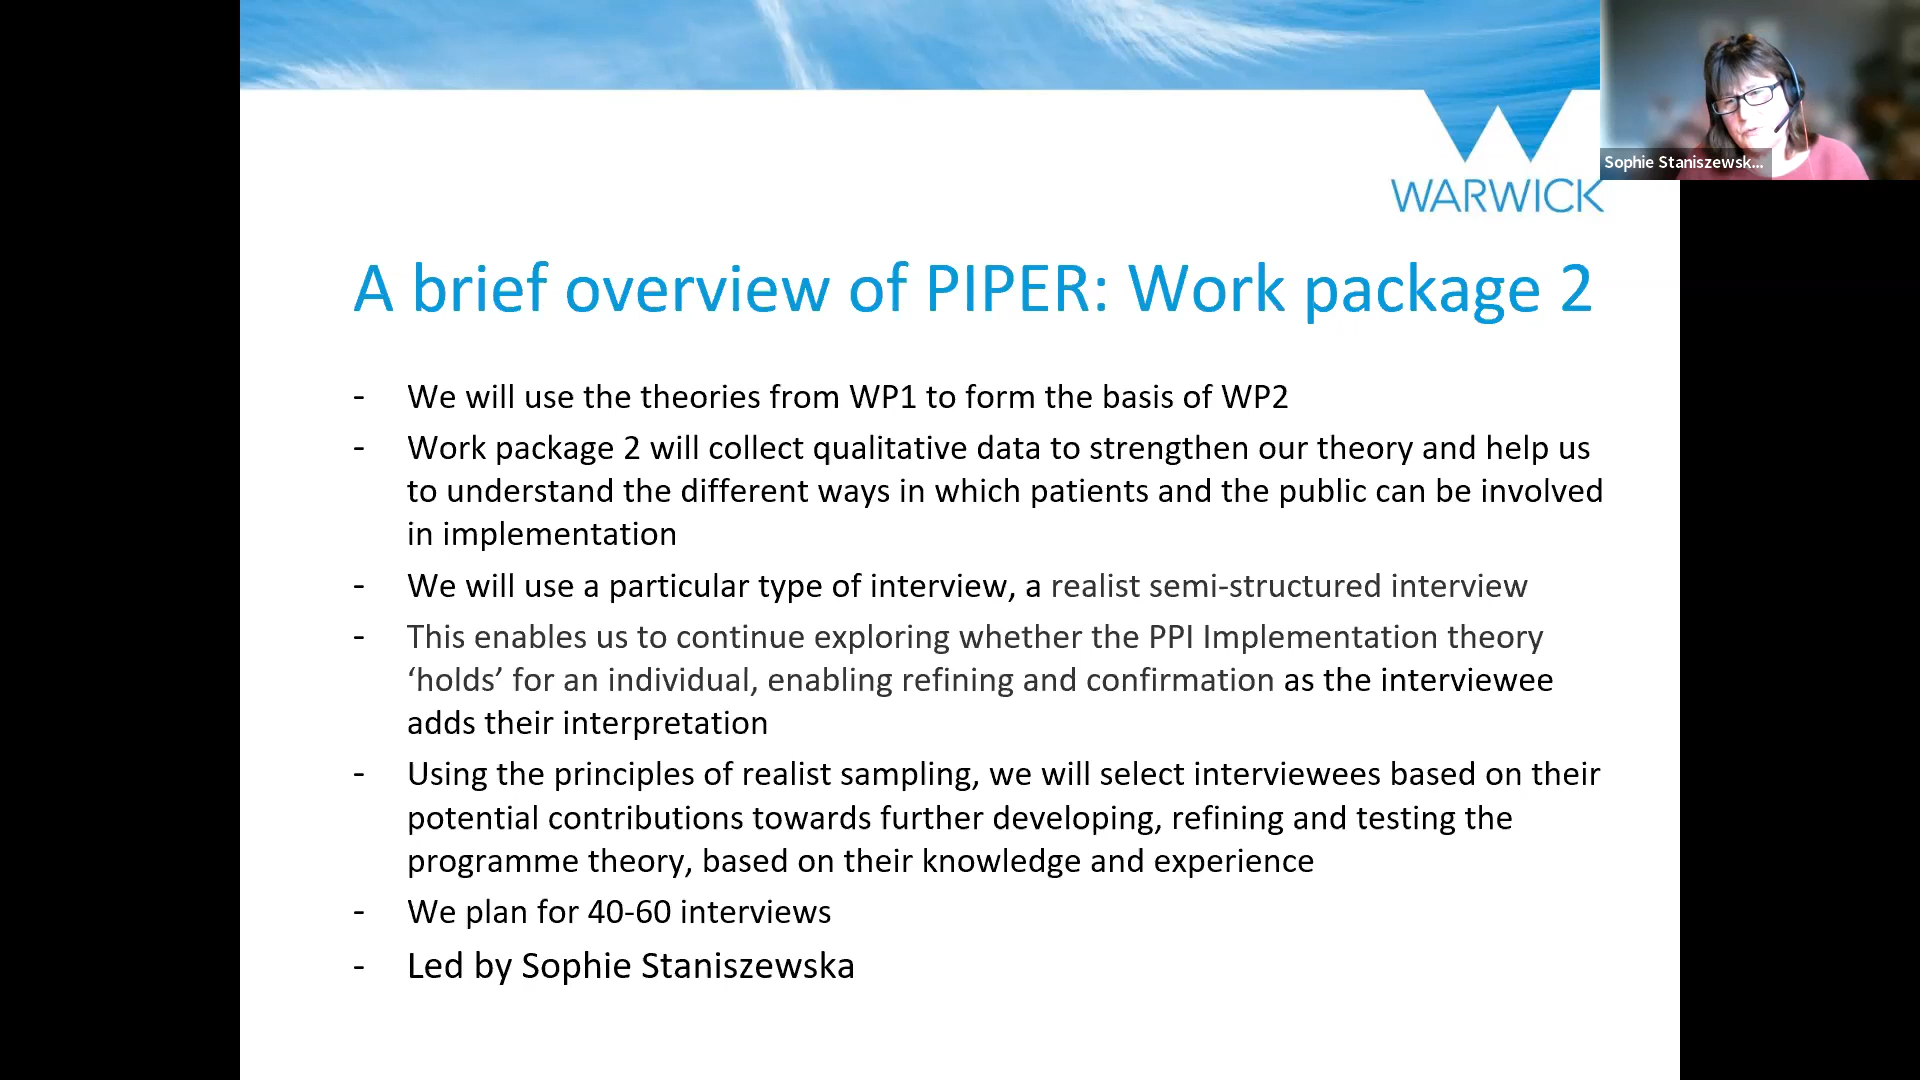 Sophie Staniszewsk...
WARWICK
A brief overview of PIPER: Work package 2
- We will use the theories from WP1 to form the basis of WP2
- Work package 2 will collect qualitative data to strengthen our theory and help us
to understand the different ways in which patients and the public can be involved
in implementation
- We will use a particular type of interview, a realist semi-structured interview
- This enables us to continue exploring whether the PPI Implementation theory
‘holds’ for an individual, enabling refining and confirmation as the interviewee
adds their interpretation
- Using the principles of realist sampling, we will select interviewees based on their
potential contributions towards further developing, refining and testing the
programme theory, based on their knowledge and experience
- We plan for 40-60 interviews
- Led by Sophie Staniszewska